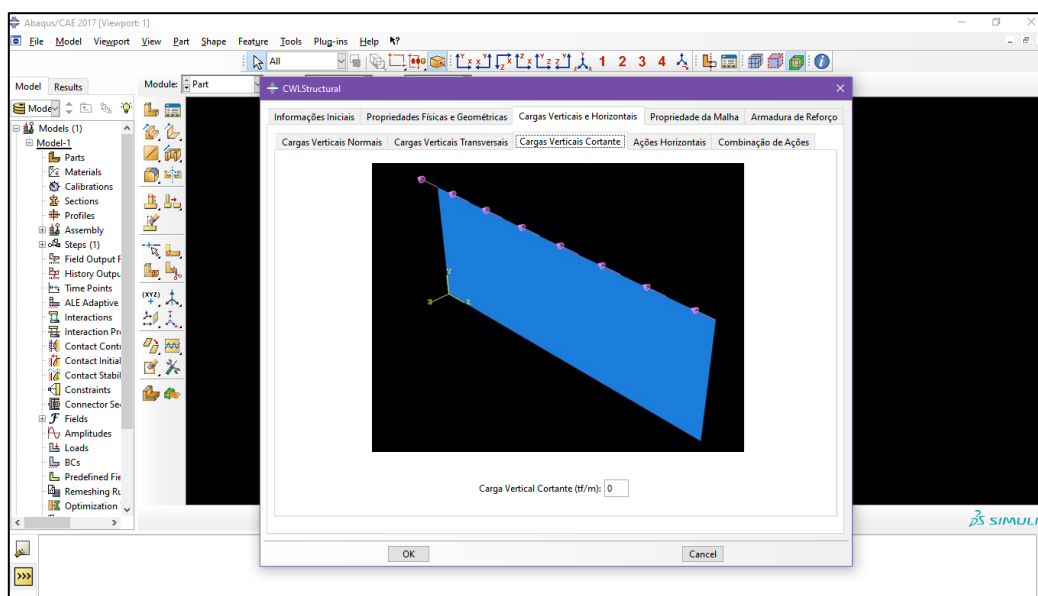 Abaqus/CAE 2017 [Viewport: 1]
File Model Viewport View Part Shape Feature Tools Plug-ins Help
All 1 2 3 4
Model Results Module: Part
CWLStructural
Informações Iniciais Propriedades Físicas e Geométricas Cargas Verticais e Horizontais Propriedade da Malha Armadura de Reforço
Cargas Verticais Normais Cargas Verticais Transversais Cargas Verticais Cortante Ações Horizontais Combinação de Ações
Mode
Models (1)
Model-1
Parts
Materials
Calibrations
Sections
Profiles
Assembly
Steps (1)
Field Output F
History Outpu
Time Points
ALE Adaptive
Interactions
Interaction Pr
Contact Contr
Contact Initial
Contact Stabil
Constraints
Connector Se
Fields
Amplitudes
Loads
BCs
Predefined Fie
Remeshing Ru
Optimization
(XYZ)
Y
Z X
Carga Vertical Cortante (tf/m): 0
OK Cancel
SIMULI
>>>